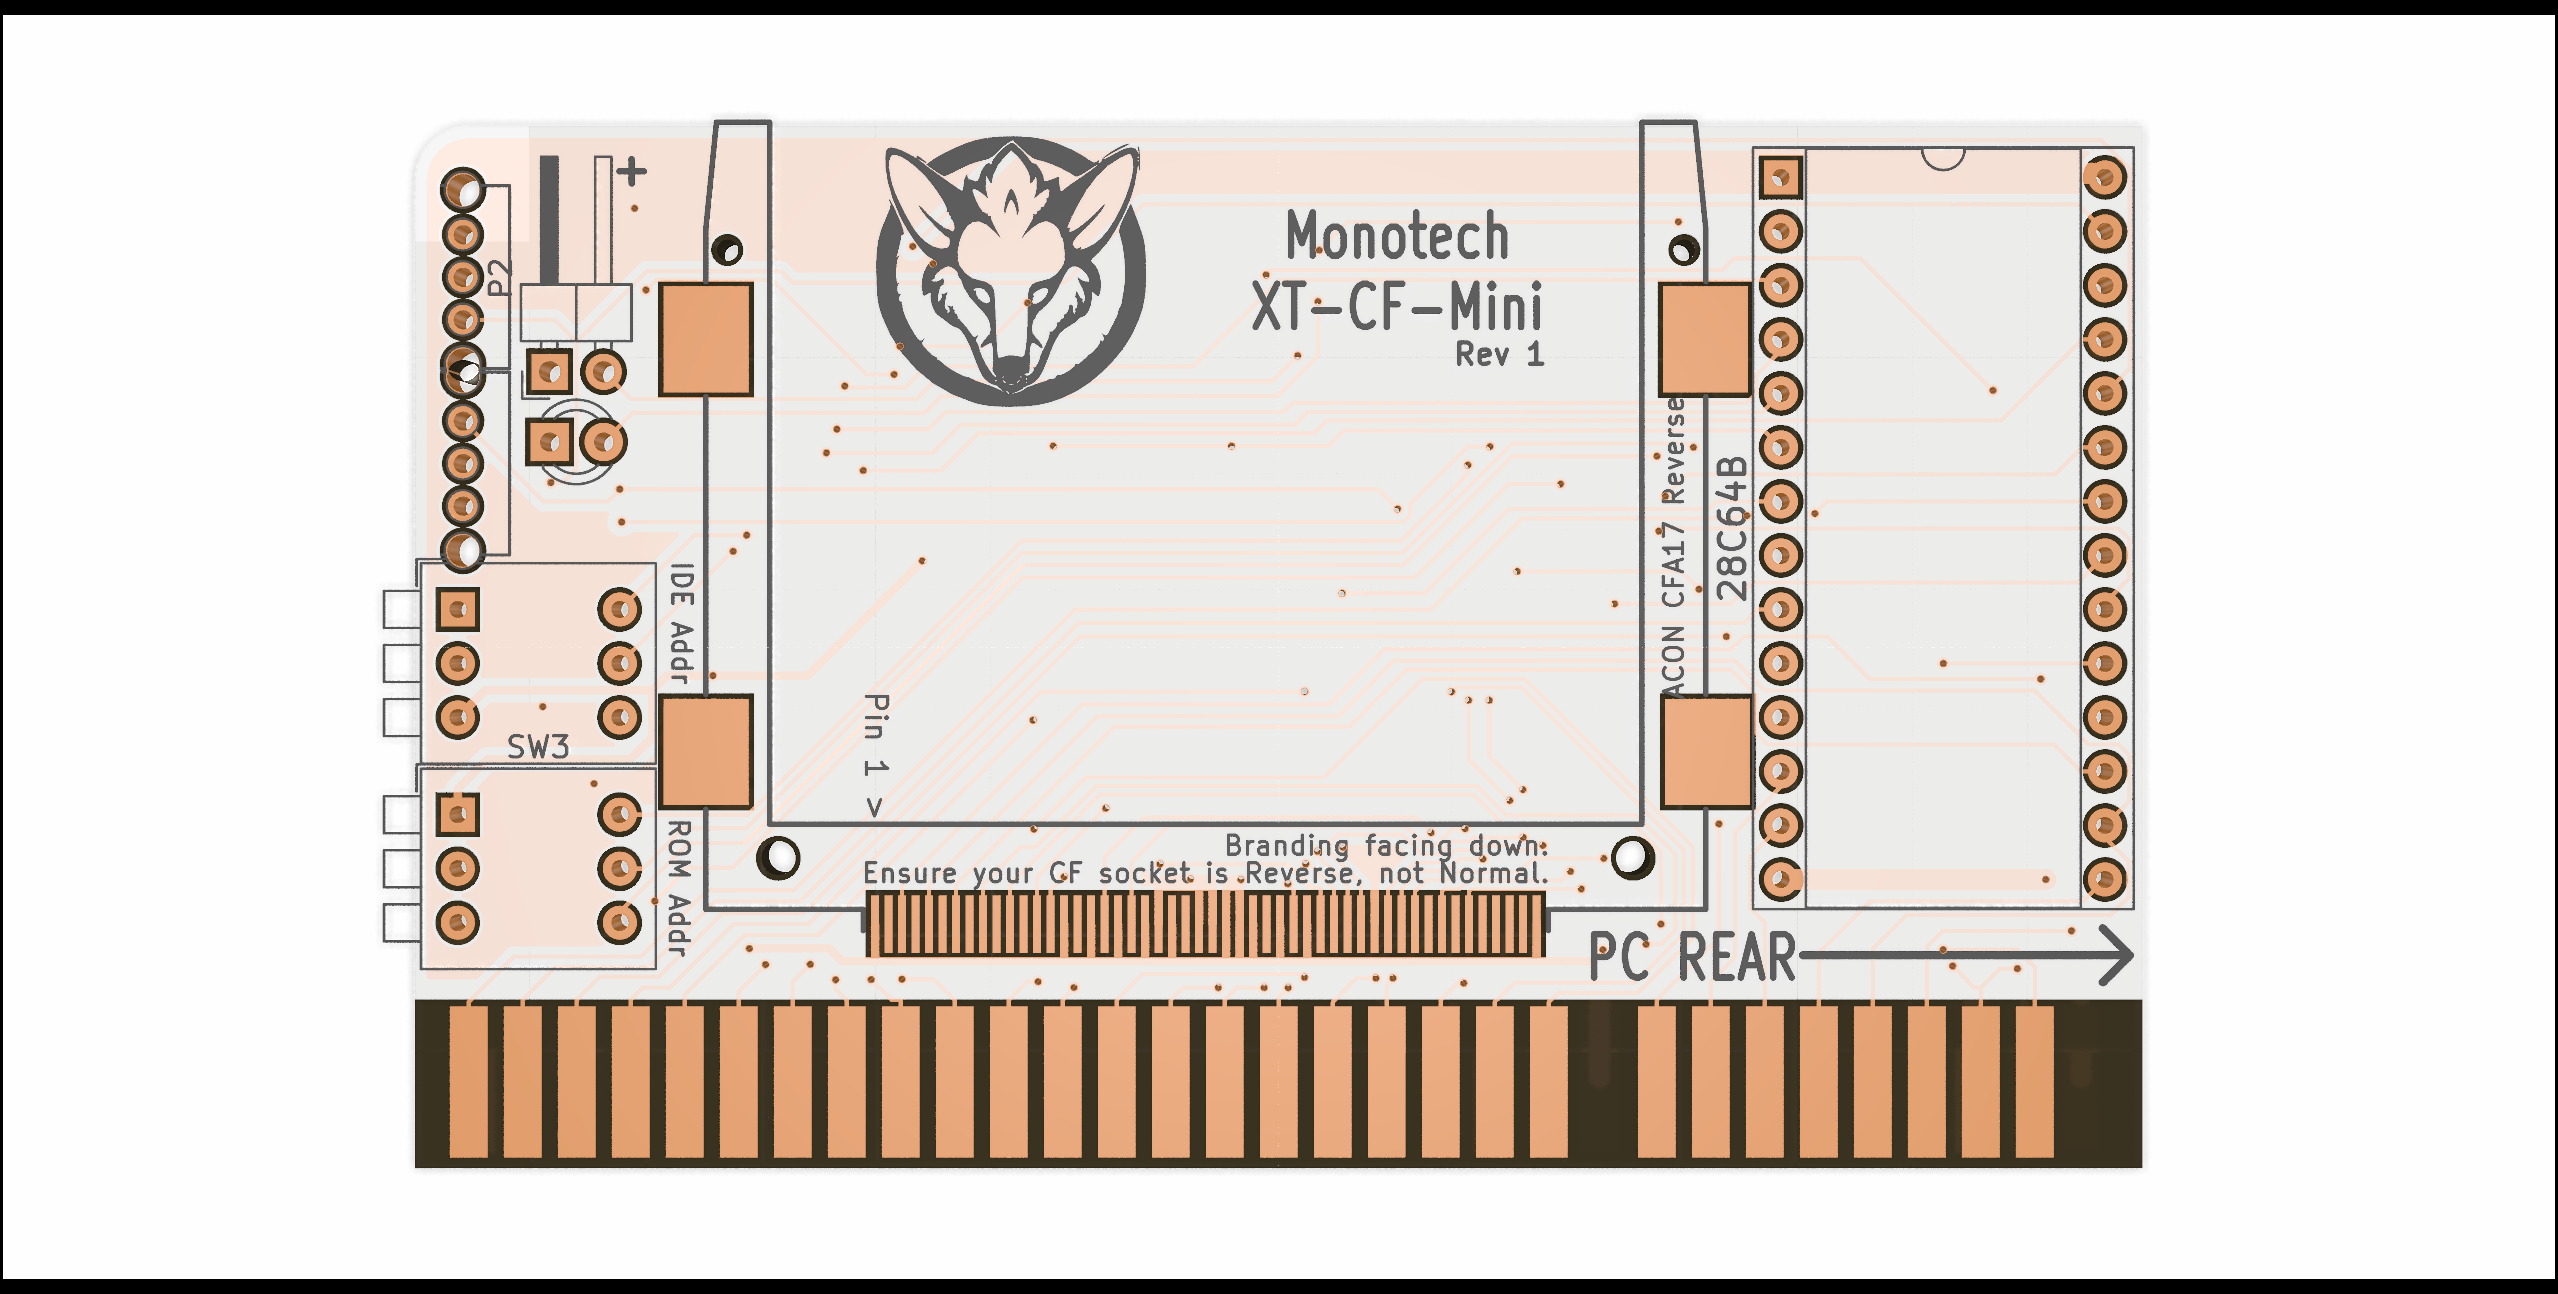 +
P2
Monotech
XT-CF-Mini
Rev 1
IDE Addr
SW3
ROM Addr
Pin 1 >
ACON CFA17 Reverse
28C64B
Branding facing down.
Ensure your CF socket is Reverse, not Normal.
PC REAR